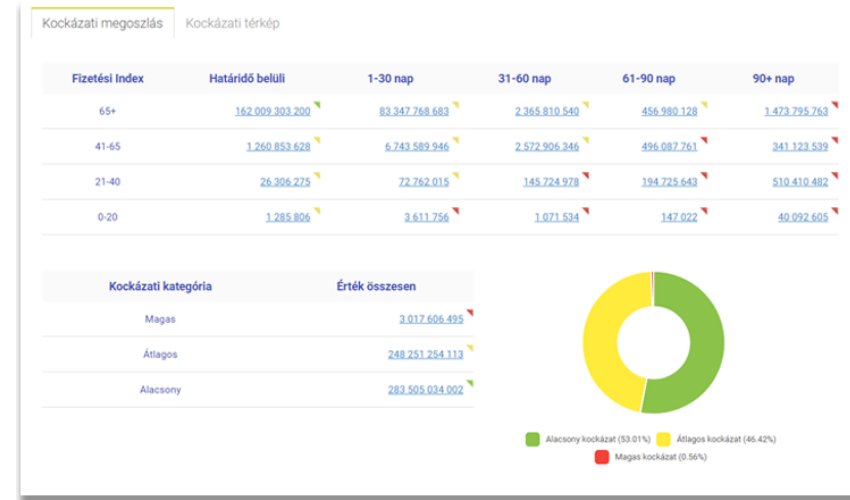 Kockázati megoszlás Kockázati térkép
Fizetési Index Határidő belüli 1-30 nap 31-60 nap 61-90 nap 90+ nap
65+ 162 009 303 200 83 347 768 683 2 365 810 540 456 980 128 1 473 795 763
41-65 1 260 853 628 6 743 589 946 2 572 906 346 496 087 761 341 123 539
21-40 26 306 275 72 762 015 145 724 978 194 725 643 510 410 482
0-20 1 285 806 3 611 756 1 071 534 147 022 40 092 605
Kockázati kategória Érték összesen
Magas 3 017 606 495
Átlagos 248 251 254 113
Alacsony 283 505 034 002
Alacsony kockázat (53.01%) Átlagos kockázat (46.42%)
Magas kockázat (0.56%)